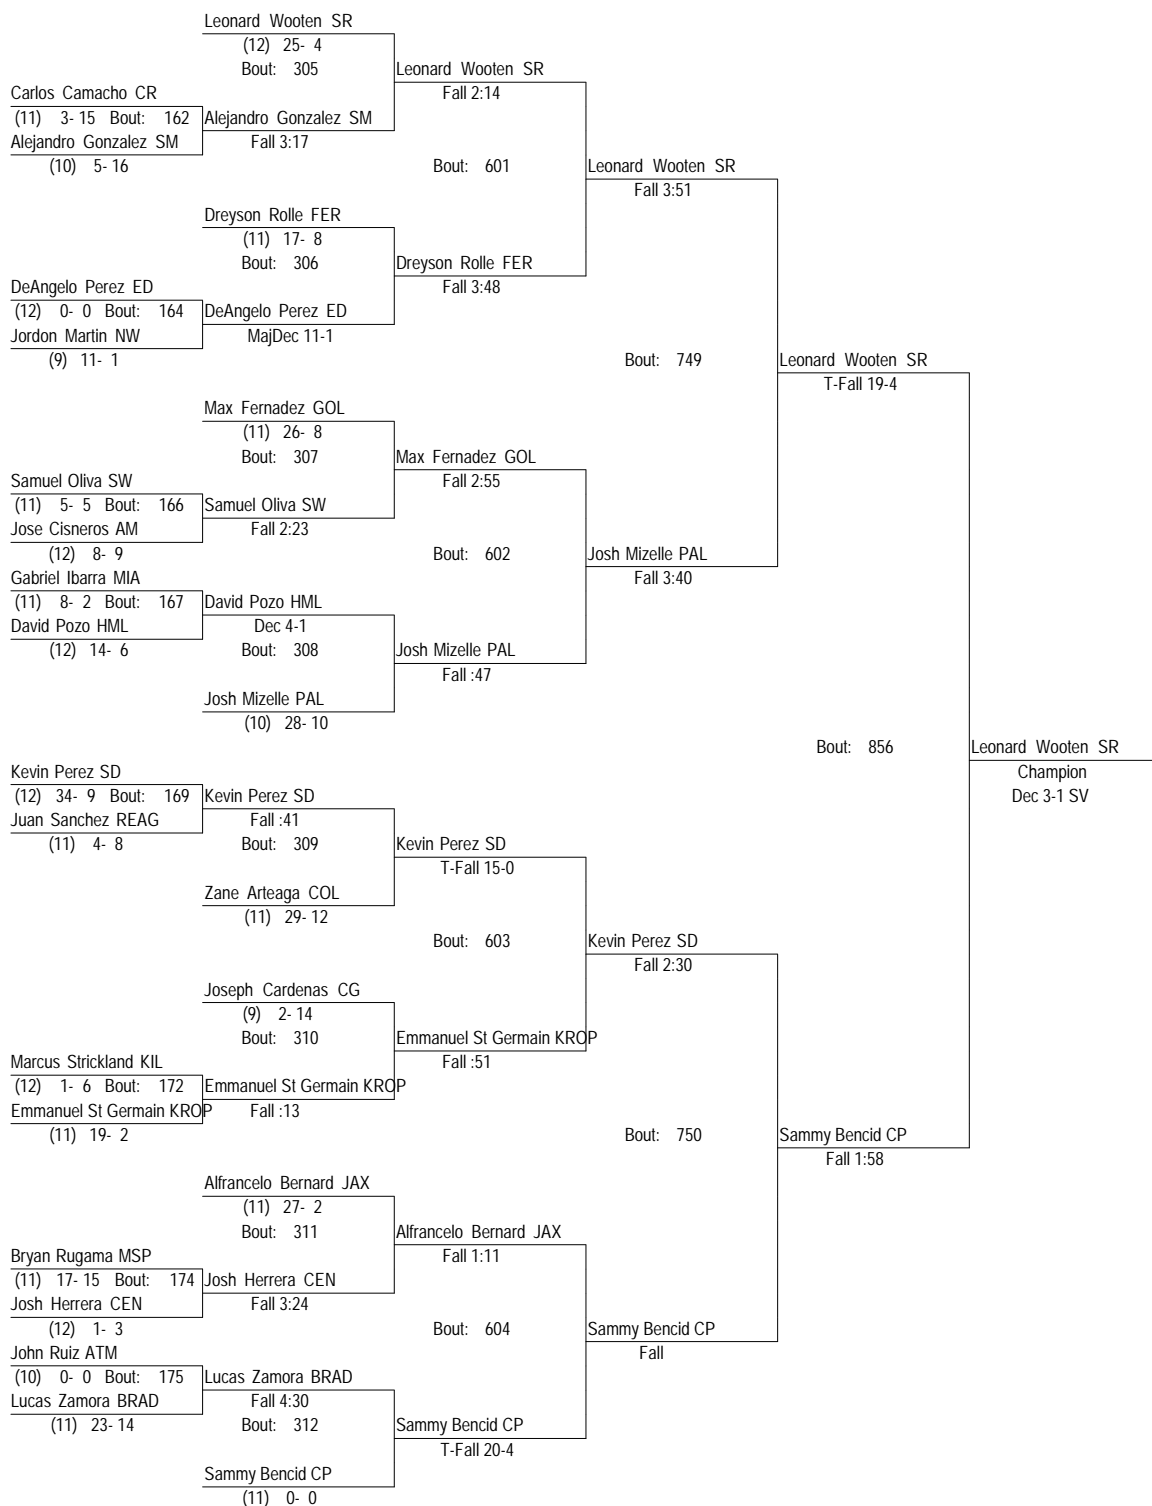 Leonard Wooten SR
(12) 25- 4
Bout: 305
Leonard Wooten SR
Fall 2:14
Carlos Camacho CR
(11) 3- 15 Bout: 162
Alejandro Gonzalez SM
Alejandro Gonzalez SM
Fall 3:17
(10) 5- 16
Bout: 601
Leonard Wooten SR
Fall 3:51
Dreyson Rolle FER
(11) 17- 8
Bout: 306
Dreyson Rolle FER
Fall 3:48
DeAngelo Perez ED
(12) 0- 0 Bout: 164
DeAngelo Perez ED
Jordon Martin NW
MajDec 11-1
(9) 11- 1
Bout: 749
Leonard Wooten SR
T-Fall 19-4
Max Fernadez GOL
(11) 26- 8
Bout: 307
Max Fernadez GOL
Fall 2:55
Samuel Oliva SW
(11) 5- 5 Bout: 166
Samuel Oliva SW
Jose Cisneros AM
Fall 2:23
(12) 8- 9
Bout: 602
Josh Mizelle PAL
Fall 3:40
Gabriel Ibarra MIA
(11) 8- 2 Bout: 167
David Pozo HML
David Pozo HML
Dec 4-1
(12) 14- 6
Bout: 308
Josh Mizelle PAL
Fall :47
Josh Mizelle PAL
(10) 28- 10
Bout: 856
Leonard Wooten SR
Champion
Dec 3-1 SV
Kevin Perez SD
(12) 34- 9 Bout: 169
Kevin Perez SD
Juan Sanchez REAG
Fall :41
(11) 4- 8
Bout: 309
Kevin Perez SD
T-Fall 15-0
Zane Arteaga COL
(11) 29- 12
Bout: 603
Kevin Perez SD
Fall 2:30
Joseph Cardenas CG
(9) 2- 14
Bout: 310
Emmanuel St Germain KROP
Fall :51
Marcus Strickland KIL
(12) 1- 6 Bout: 172
Emmanuel St Germain KROP
Emmanuel St Germain KROP
Fall :13
(11) 19- 2
Bout: 750
Sammy Bencid CP
Fall 1:58
Alfrancelo Bernard JAX
(11) 27- 2
Bout: 311
Alfrancelo Bernard JAX
Fall 1:11
Bryan Rugama MSP
(11) 17- 15 Bout: 174
Josh Herrera CEN
Josh Herrera CEN
Fall 3:24
(12) 1- 3
Bout: 604
Sammy Bencid CP
Fall
John Ruiz ATM
(10) 0- 0 Bout: 175
Lucas Zamora BRAD
Lucas Zamora BRAD
Fall 4:30
(11) 23- 14
Bout: 312
Sammy Bencid CP
T-Fall 20-4
Sammy Bencid CP
(11) 0- 0